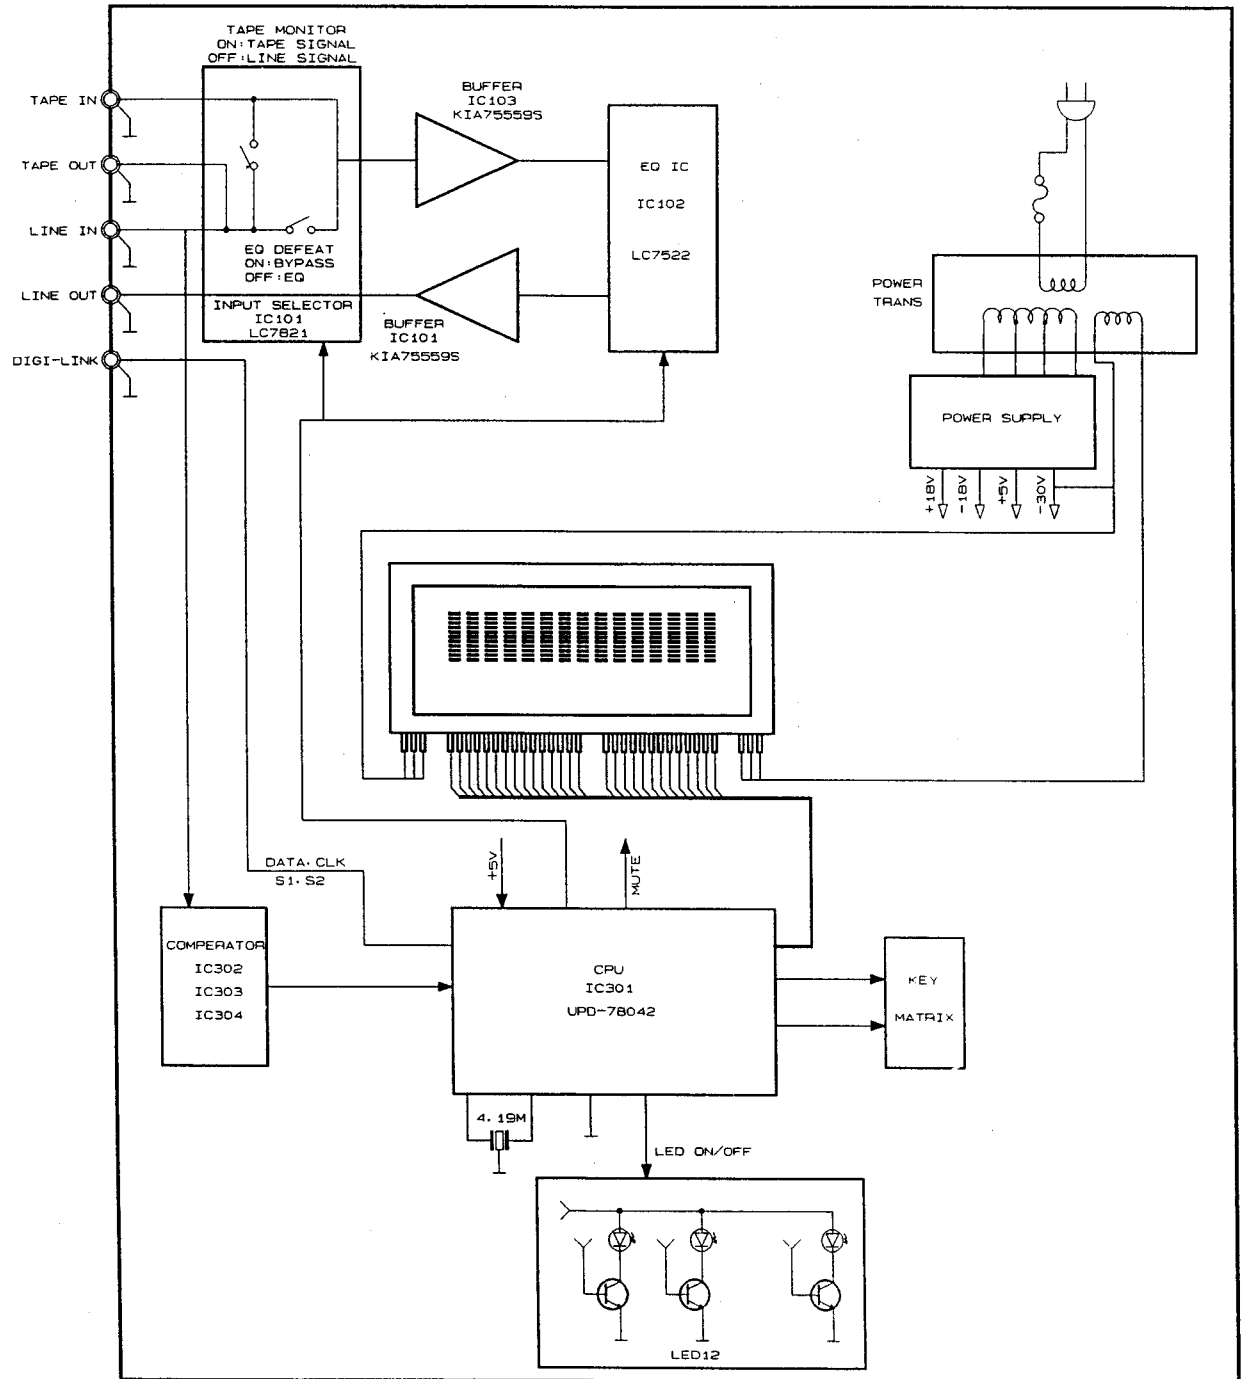 TAPE MONITOR
ON:TAPE SIGNAL
OFF:LINE SIGNAL
TAPE IN
TAPE OUT
LINE IN
LINE OUT
DIGI-LINK
EQ DEFEAT
ON:BYPASS
OFF:EQ
INPUT SELECTOR
IC101
LC7821
BUFFER
IC103
KIA75559S
BUFFER
IC101
KIA75559S
EQ IC
IC102
LC7522
POWER
TRANS
POWER SUPPLY
+18V
-18V
+5V
-30V
DATA.CLK
S1.S2
+5V
MUTE
COMPERATOR
IC302
IC303
IC304
CPU
IC301
UPD-78042
KEY
MATRIX
4.19M
LED ON/OFF
LED12